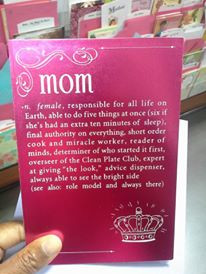 mom
•n. female, responsible for all life on
Earth, able to do five things at once (six if
she's had an extra ten minutes of sleep),
final authority on everything, short order
cook and miracle worker, reader of
minds, determiner of who started it first,
overseer of the Clean Plate Club, expert
at giving “the look,” advice dispenser,
always able to see the bright side
(see also: role model and always there)